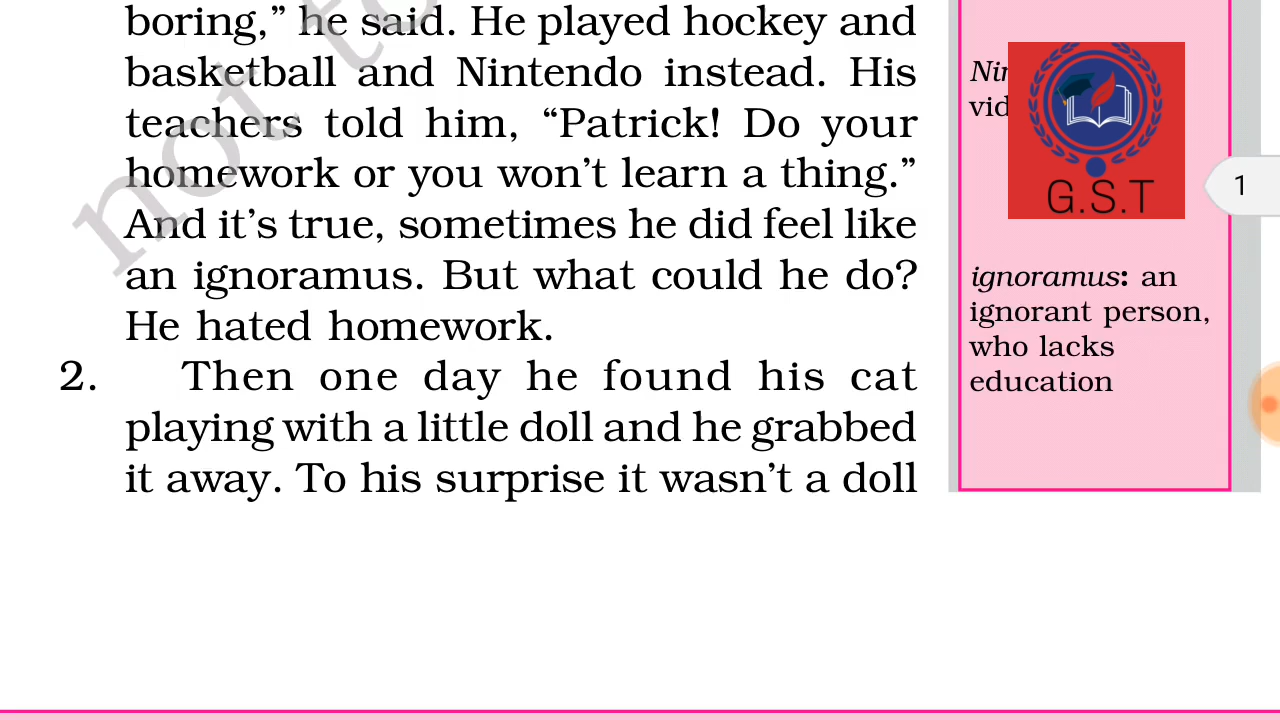 boring,” he said. He played hockey and
basketball and Nintendo instead. His
teachers told him, “Patrick! Do your
homework or you won’t learn a thing.”
And it’s true, sometimes he did feel like
an ignoramus. But what could he do?
He hated homework.
2. Then one day he found his cat
playing with a little doll and he grabbed
it away. To his surprise it wasn’t a doll
not
G.S.T
1
ignoramus: an
ignorant person,
who lacks
education